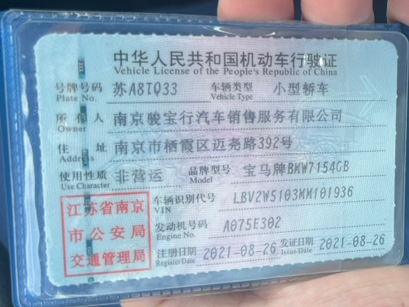 中华人民共和国机动车行驶证
Vehicle License of the People's Republic of China
号牌号码 苏A8TQ33 车辆类型 小型轿车
Plate No. Vehicle Type
所有人 南京骏宝行汽车销售服务有限公司
Owner
住址 南京市栖霞区迈尧路392号
Address
使用性质 非营运 品牌型号 宝马牌BMW7154GB
Use Character Model
江苏省南京市公安局交通管理局
车辆识别代号 LBV2W5103MM101936
VIN
发动机号码 A075E302
Engine No.
注册日期 2021-08-26 发证日期 2021-08-26
Register Date Issue Date